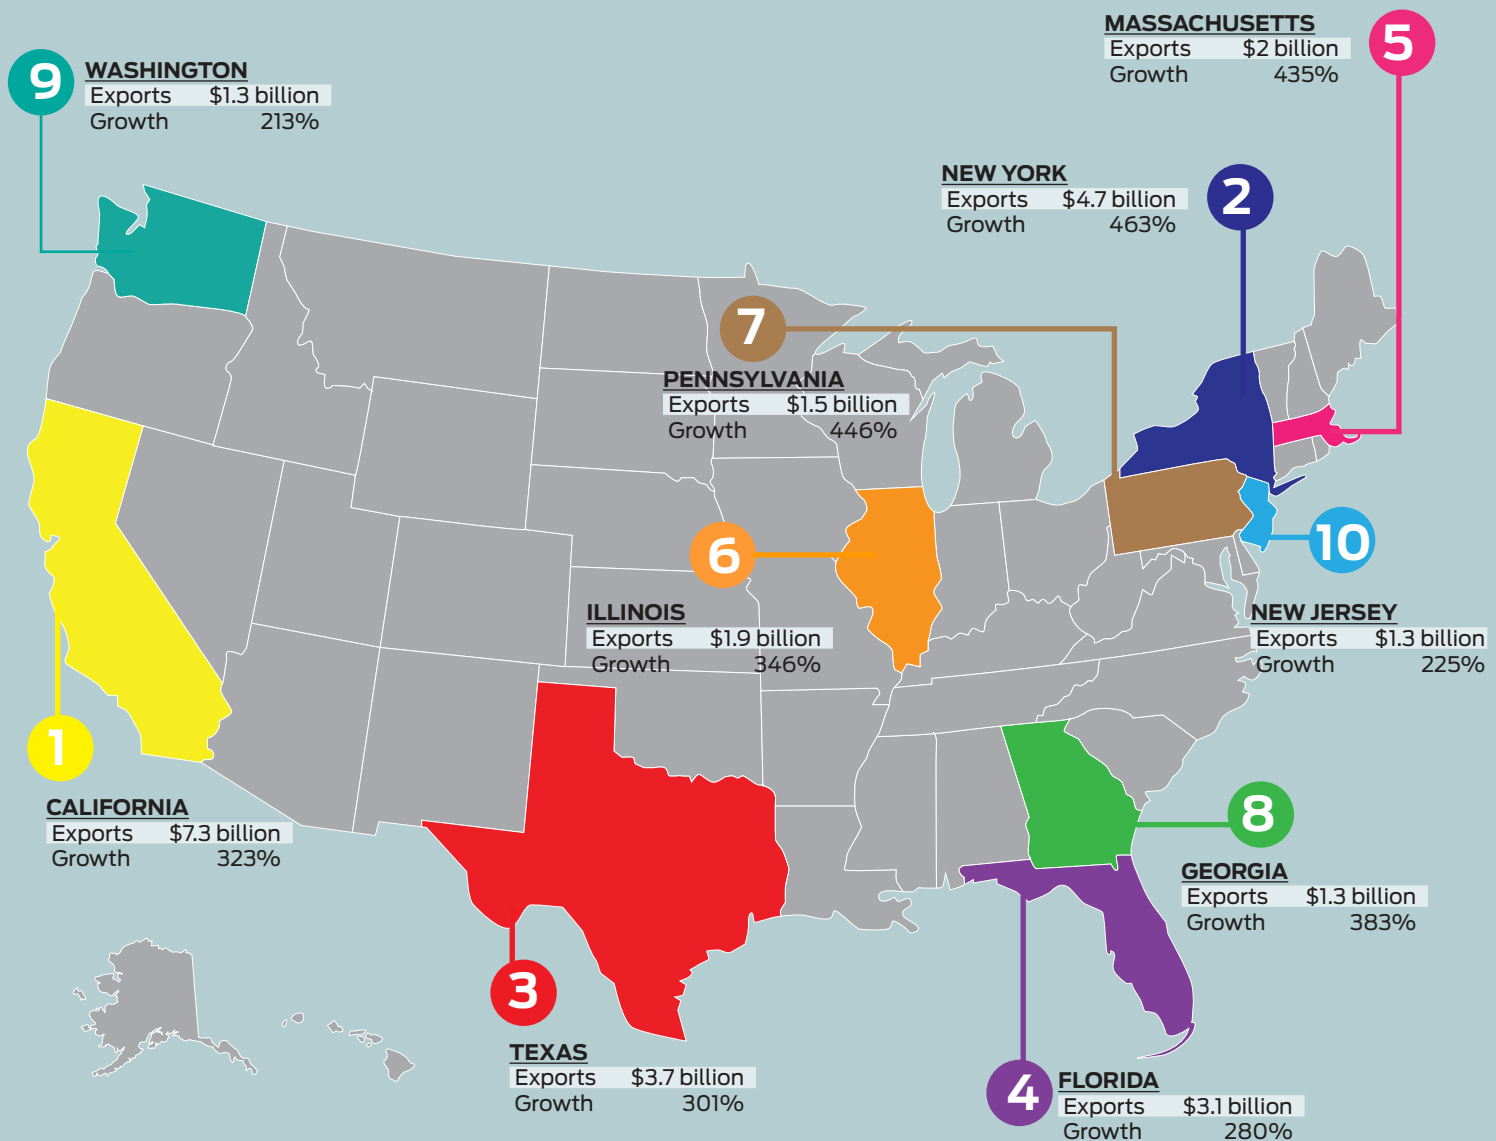 MASSACHUSETTS
Exports $2 billion
Growth 435%
5
9
WASHINGTON
Exports $1.3 billion
Growth 213%
NEW YORK
Exports $4.7 billion
Growth 463%
2
7
PENNSYLVANIA
Exports $1.5 billion
Growth 446%
6
ILLINOIS
Exports $1.9 billion
Growth 346%
10
NEW JERSEY
Exports $1.3 billion
Growth 225%
1
CALIFORNIA
Exports $7.3 billion
Growth 323%
8
GEORGIA
Exports $1.3 billion
Growth 383%
3
TEXAS
Exports $3.7 billion
Growth 301%
4
FLORIDA
Exports $3.1 billion
Growth 280%